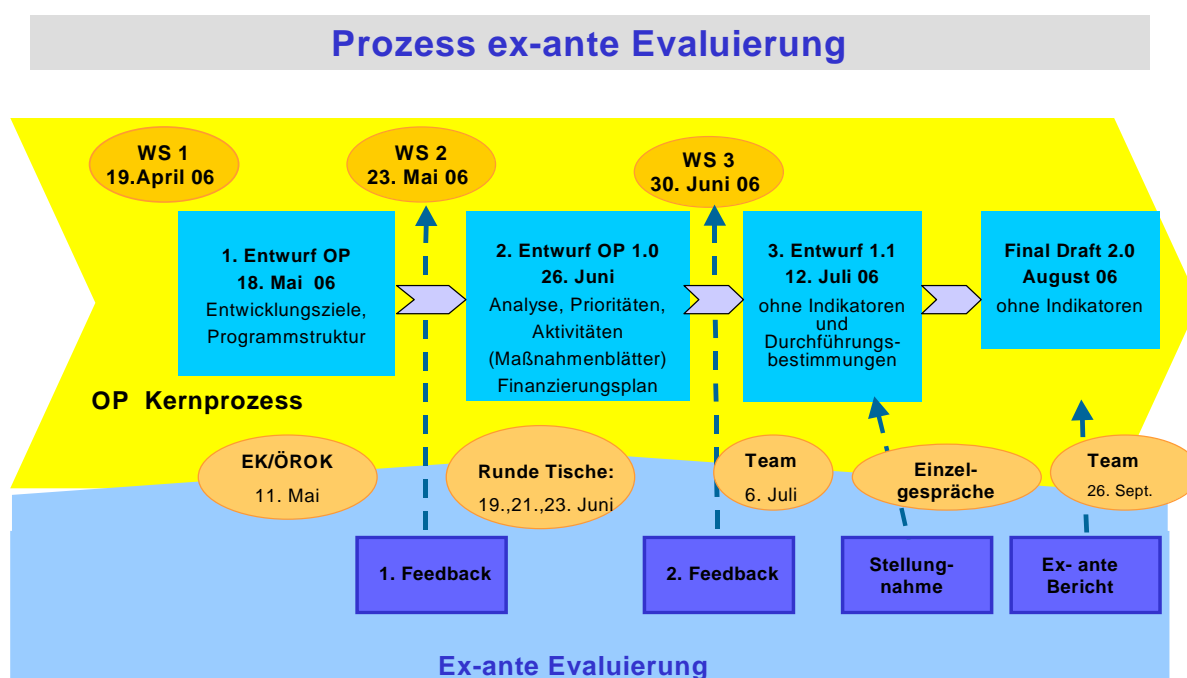 Prozess ex-ante Evaluierung
WS 1
19.April 06
WS 2
23. Mai 06
WS 3
30. Juni 06
1. Entwurf OP
18. Mai 06
Entwicklungsziele,
Programmstruktur
2. Entwurf OP 1.0
26. Juni
Analyse, Prioritäten,
Aktivitäten
(Maßnahmenblätter)
Finanzierungsplan
3. Entwurf 1.1
12. Juli 06
ohne Indikatoren
und
Durchführungs-
bestimmungen
Final Draft 2.0
August 06
ohne Indikatoren
OP Kernprozess
EK/ÖROK
11. Mai
Runde Tische:
19.,21.,23. Juni
Team
6. Juli
Einzel-
gespräche
Team
26. Sept.
1. Feedback
2. Feedback
Stellung-
nahme
Ex- ante
Bericht
Ex-ante Evaluierung